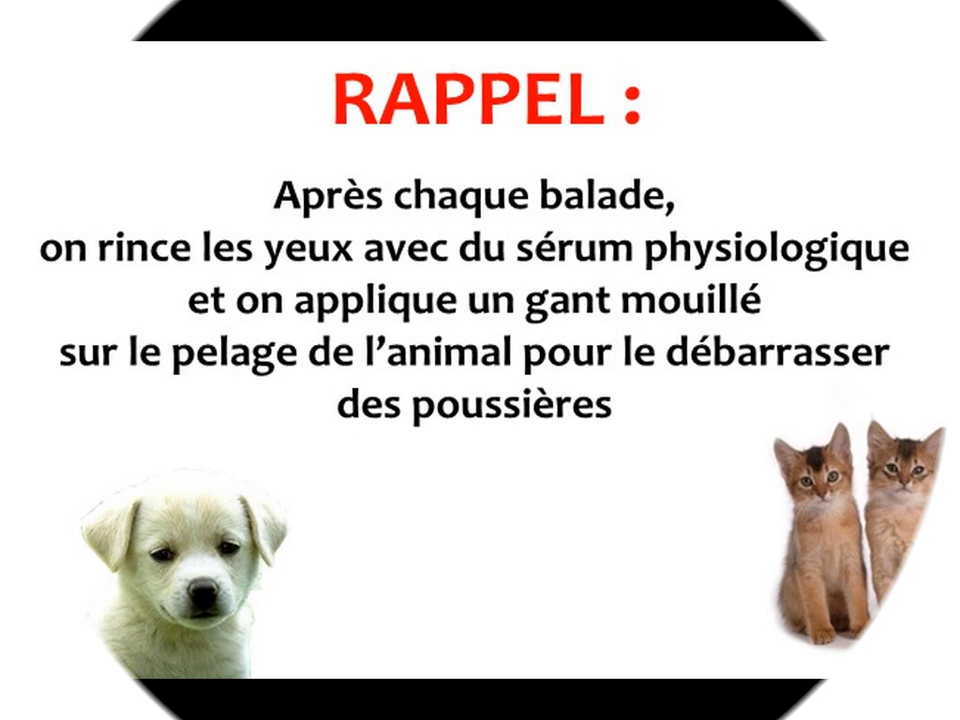 RAPPEL :
Après chaque balade,
on rince les yeux avec du sérum physiologique
et on applique un gant mouillé
sur le pelage de l’animal pour le débarrasser
des poussières